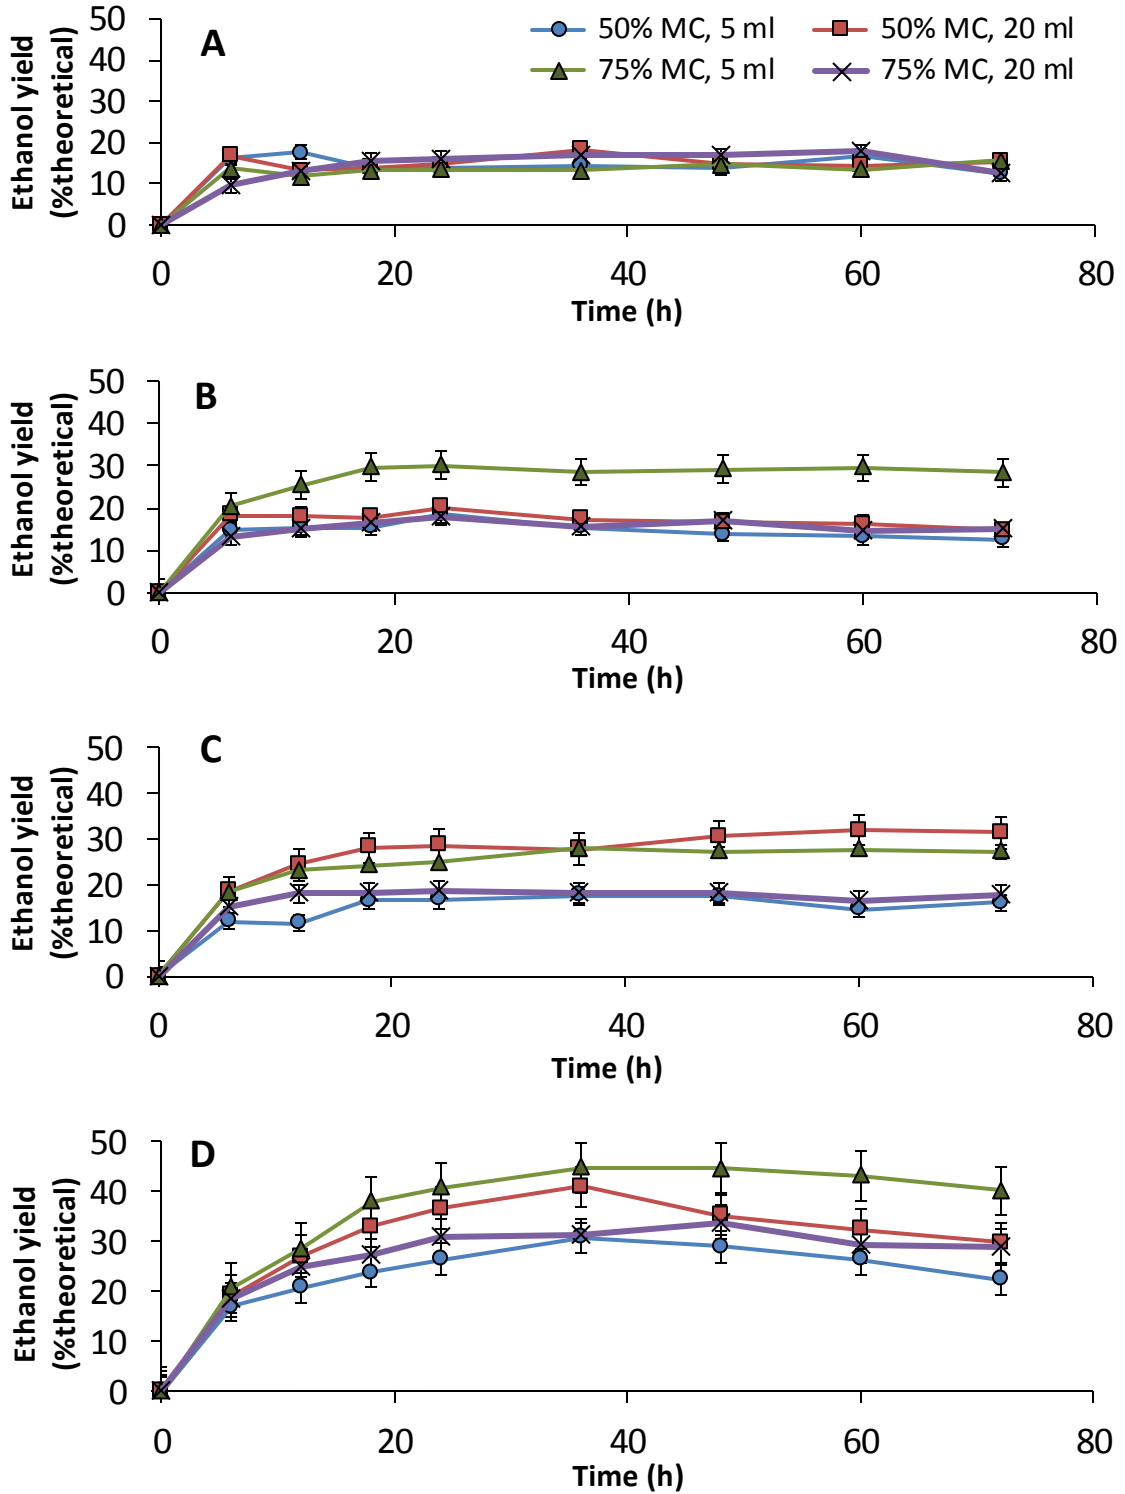 A
50% MC, 5 ml
50% MC, 20 ml
75% MC, 5 ml
75% MC, 20 ml
Ethanol yield
(%theoretical)
50
40
30
20
10
0
0 20 40 60 80
Time (h)
B
Ethanol yield
(%theoretical)
50
40
30
20
10
0
0 20 40 60 80
Time (h)
C
Ethanol yield
(%theoretical)
50
40
30
20
10
0
0 20 40 60 80
Time (h)
D
Ethanol yield
(%theoretical)
50
40
30
20
10
0
0 20 40 60 80
Time (h)